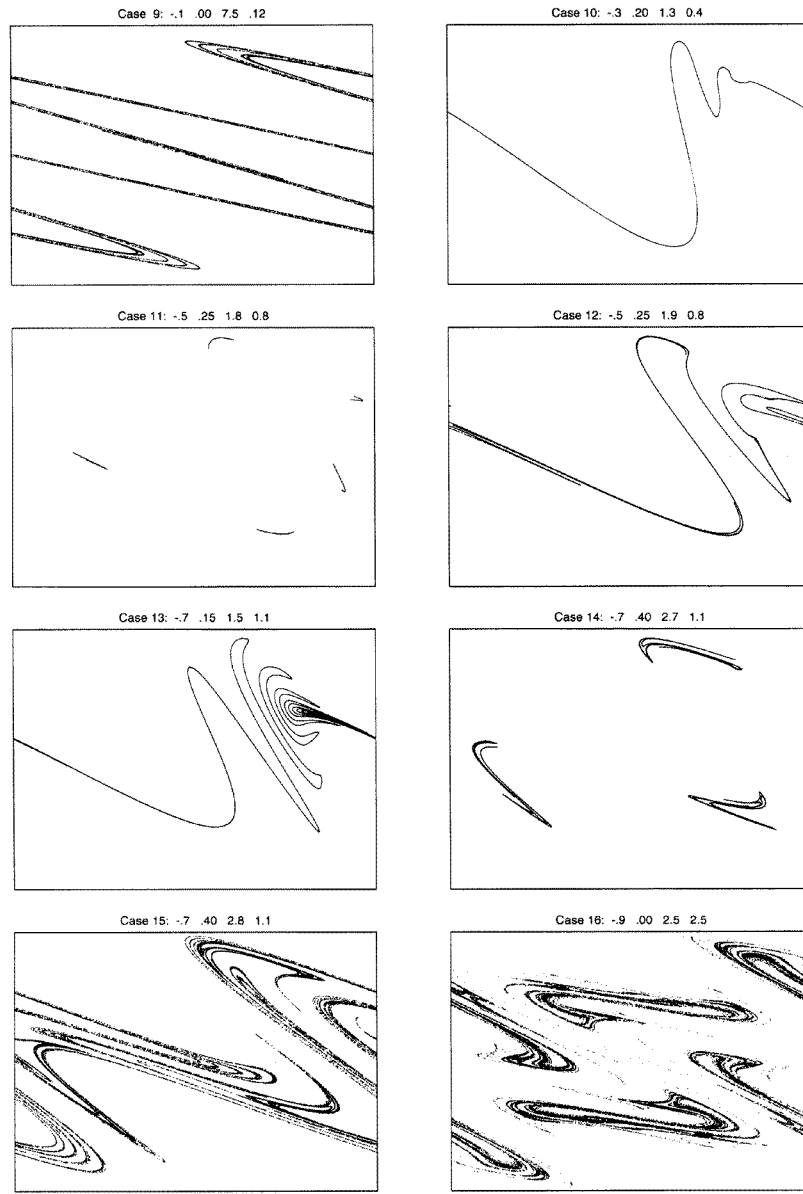 Case 9: -.1 .00 7.5 .12
Case 10: -.3 .20 1.3 0.4
Case 11: -.5 .25 1.8 0.8
Case 12: -.5 .25 1.9 0.8
Case 13: -.7 .15 1.5 1.1
Case 14: -.7 .40 2.7 1.1
Case 15: -.7 .40 2.8 1.1
Case 16: -.9 .00 2.5 2.5